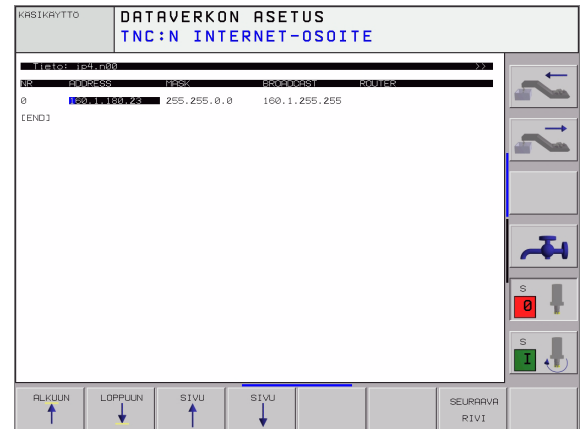 KASIKAYTTO
DATAVERKON ASETUS
TNC:N INTERNET-OSOITE
Tieto: ip4.n00 >>
NR ADDRESS MASK BROADCAST ROUTER
0 160.1.180.23 255.255.0.0 160.1.255.255
[END]
S
0
S
I
ALKUUN LOPPUUN SIVU SIVU SEURAAVA
RIVI